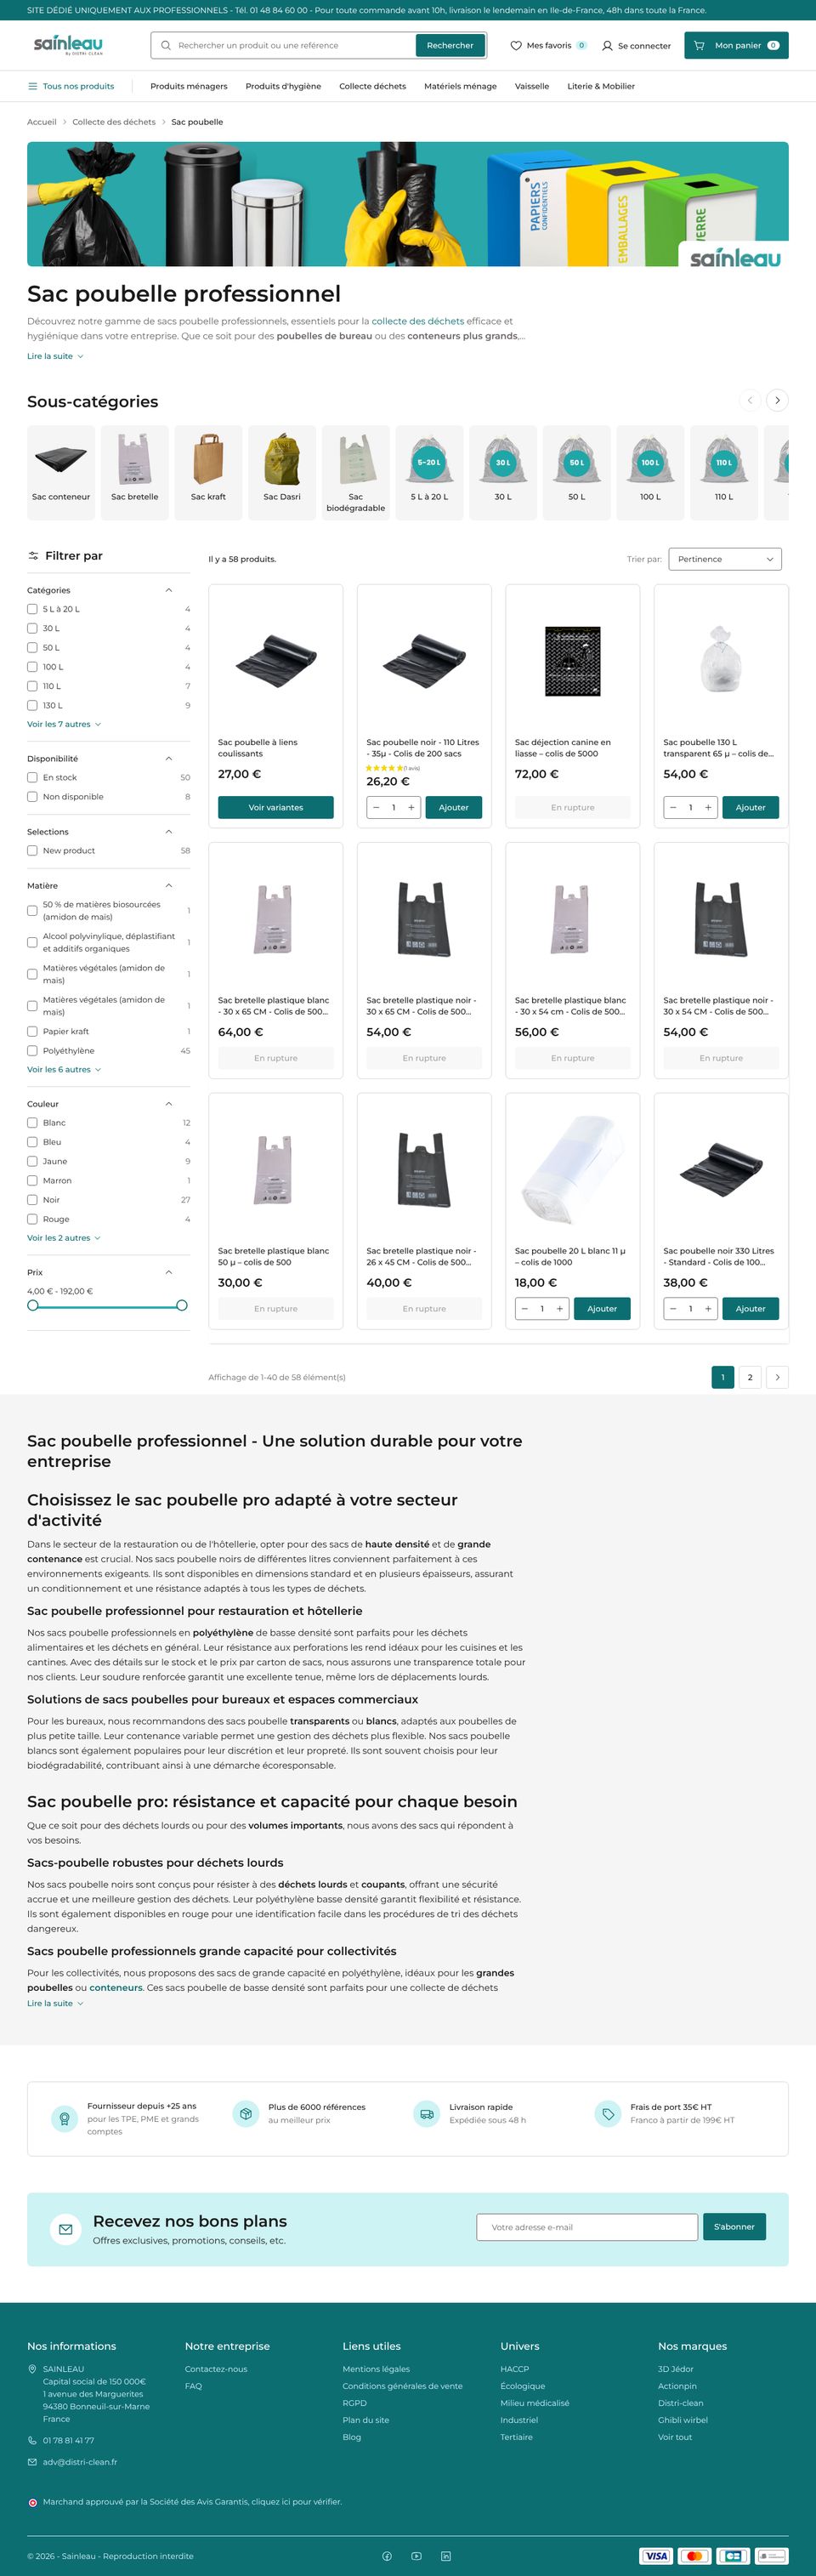 SITE DÉDIÉ UNIQUEMENT AUX PROFESSIONNELS - Tél. 01 48 84 60 00 - Pour toute commande avant 10h, livraison le lendemain en Ile-de-France, 48h dans toute la France.
sainleau
by DISTRI CLEAN
Rechercher un produit ou une reférence
Rechercher
Mes favoris 0
Se connecter
Mon panier 0
Tous nos produits
Produits ménagers
Produits d'hygiène
Collecte déchets
Matériels ménage
Vaisselle
Literie & Mobilier
Accueil > Collecte des déchets > Sac poubelle
PAPIERS
CONFIDENTIELS
EMBALLAGES
VERRE
sainleau
Sac poubelle professionnel
Découvrez notre gamme de sacs poubelle professionnels, essentiels pour la collecte des déchets efficace et
hygiénique dans votre entreprise. Que ce soit pour des poubelles de bureau ou des conteneurs plus grands,...
Lire la suite
Sous-catégories
Sac conteneur
Sac bretelle
Sac kraft
Sac Dasri
Sac
biodégradable
5-20 L
5 L à 20 L
30 L
30 L
50 L
50 L
100 L
100 L
110 L
110 L
Filtrer par
Catégories
5 L à 20 L 4
30 L 4
50 L 4
100 L 4
110 L 7
130 L 9
Voir les 7 autres
Disponibilité
En stock 50
Non disponible 8
Selections
New product 58
Matière
50 % de matières biosourcées
(amidon de maïs) 1
Alcool polyvinylique, déplastifiant
et additifs organiques 1
Matières végétales (amidon de
maïs) 1
Matières végétales (amidon de
maïs) 1
Papier kraft 1
Polyéthylène 45
Voir les 6 autres
Couleur
Blanc 12
Bleu 4
Jaune 9
Marron 1
Noir 27
Rouge 4
Voir les 2 autres
Prix
4,00 € - 192,00 €
Il y a 58 produits.
Trier par: Pertinence
Sac poubelle à liens
coulissants
27,00 €
Voir variantes
Sac poubelle noir - 110 Litres
- 35µ - Colis de 200 sacs
(1 avis)
26,20 €
− 1 + Ajouter
Sac déjection canine en
liasse – colis de 5000
72,00 €
En rupture
Sac poubelle 130 L
transparent 65 µ – colis de...
54,00 €
− 1 + Ajouter
Sac bretelle plastique blanc
- 30 x 65 CM - Colis de 500...
64,00 €
En rupture
Sac bretelle plastique noir -
30 x 65 CM - Colis de 500...
54,00 €
En rupture
Sac bretelle plastique blanc
- 30 x 54 cm - Colis de 500...
56,00 €
En rupture
Sac bretelle plastique noir -
30 x 54 CM - Colis de 500...
54,00 €
En rupture
Sac bretelle plastique blanc
50 µ – colis de 500
30,00 €
En rupture
Sac bretelle plastique noir -
26 x 45 CM - Colis de 500...
40,00 €
En rupture
Sac poubelle 20 L blanc 11 µ
– colis de 1000
18,00 €
− 1 + Ajouter
Sac poubelle noir 330 Litres
- Standard - Colis de 100...
38,00 €
− 1 + Ajouter
Affichage de 1-40 de 58 élément(s)
1 2
Sac poubelle professionnel - Une solution durable pour votre
entreprise
Choisissez le sac poubelle pro adapté à votre secteur
d'activité
Dans le secteur de la restauration ou de l'hôtellerie, opter pour des sacs de haute densité et de grande
contenance est crucial. Nos sacs poubelle noirs de différentes litres conviennent parfaitement à ces
environnements exigeants. Ils sont disponibles en dimensions standard et en plusieurs épaisseurs, assurant
un conditionnement et une résistance adaptés à tous les types de déchets.
Sac poubelle professionnel pour restauration et hôtellerie
Nos sacs poubelle professionnels en polyéthylène de basse densité sont parfaits pour les déchets
alimentaires et les déchets en général. Leur résistance aux perforations les rend idéaux pour les cuisines et les
cantines. Avec des détails sur le stock et le prix par carton de sacs, nous assurons une transparence totale pour
nos clients. Leur soudure renforcée garantit une excellente tenue, même lors de déplacements lourds.
Solutions de sacs poubelles pour bureaux et espaces commerciaux
Pour les bureaux, nous recommandons des sacs poubelle transparents ou blancs, adaptés aux poubelles de
plus petite taille. Leur contenance variable permet une gestion des déchets plus flexible. Nos sacs poubelle
blancs sont également populaires pour leur discrétion et leur propreté. Ils sont souvent choisis pour leur
biodégradabilité, contribuant ainsi à une démarche écoresponsable.
Sac poubelle pro: résistance et capacité pour chaque besoin
Que ce soit pour des déchets lourds ou pour des volumes importants, nous avons des sacs qui répondent à
vos besoins.
Sacs-poubelle robustes pour déchets lourds
Nos sacs poubelle noirs sont conçus pour résister à des déchets lourds et coupants, offrant une sécurité
accrue et une meilleure gestion des déchets. Leur polyéthylène basse densité garantit flexibilité et résistance.
Ils sont également disponibles en rouge pour une identification facile dans les procédures de tri des déchets
dangereux.
Sacs poubelle professionnels grande capacité pour collectivités
Pour les collectivités, nous proposons des sacs de grande capacité en polyéthylène, idéaux pour les grandes
poubelles ou conteneurs. Ces sacs poubelle de basse densité sont parfaits pour une collecte de déchets
Lire la suite
Fournisseur depuis +25 ans
pour les TPE, PME et grands
comptes
Plus de 6000 références
au meilleur prix
Livraison rapide
Expédiée sous 48 h
Frais de port 35€ HT
Franco à partir de 199€ HT
Recevez nos bons plans
Offres exclusives, promotions, conseils, etc.
Votre adresse e-mail
S'abonner
Nos informations
SAINLEAU
Capital social de 150 000€
1 avenue des Marguerites
94380 Bonneuil-sur-Marne
France
01 78 81 41 77
adv@distri-clean.fr
Notre entreprise
Contactez-nous
FAQ
Liens utiles
Mentions légales
Conditions générales de vente
RGPD
Plan du site
Blog
Univers
HACCP
Écologique
Milieu médicalisé
Industriel
Tertiaire
Nos marques
3D Jédor
Actionpin
Distri-clean
Ghibli wirbel
Voir tout
Marchand approuvé par la Société des Avis Garantis, cliquez ici pour vérifier.
© 2026 - Sainleau - Reproduction interdite
VISA
CB